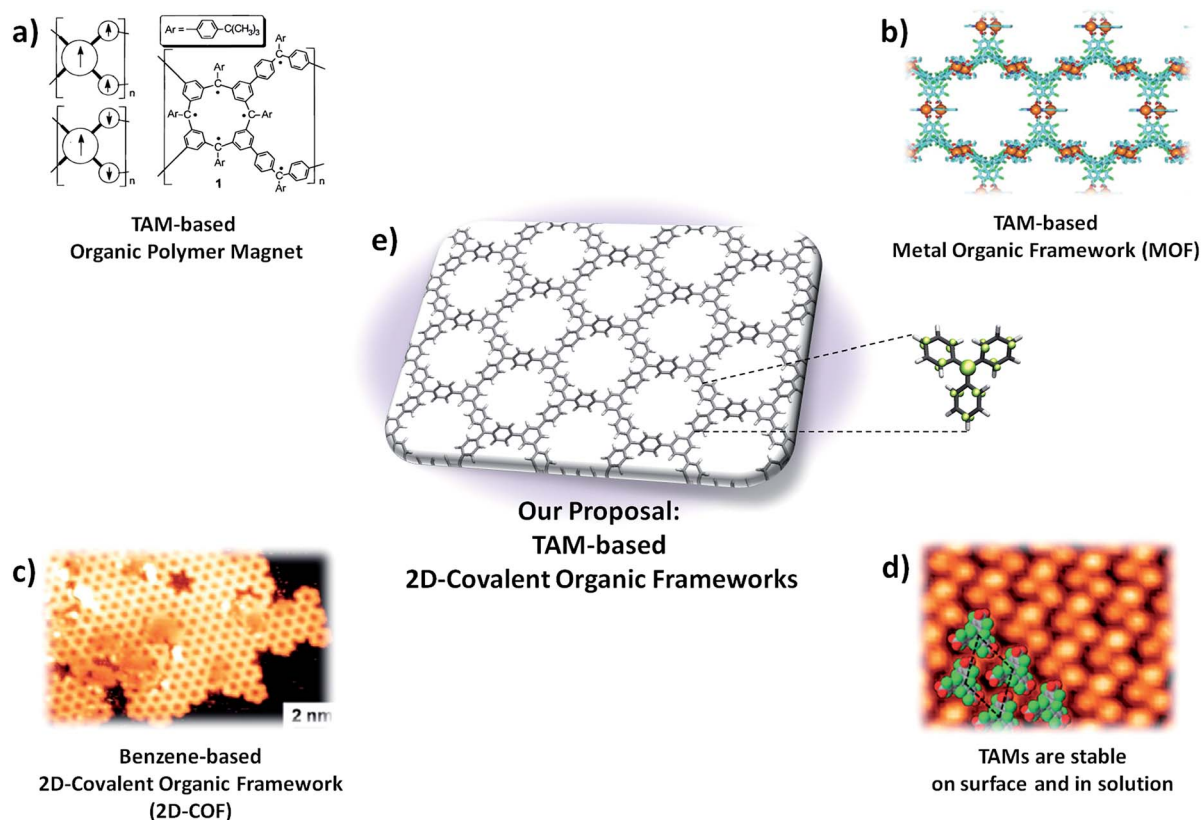 a)
Ar = C(CH3)3
n
n
Ar
C
Ar
C
Ar-C
C-Ar
C
Ar
C
Ar
1
n
TAM-based
Organic Polymer Magnet
b)
TAM-based
Metal Organic Framework (MOF)
e)
Our Proposal:
TAM-based
2D-Covalent Organic Frameworks
c)
2 nm
Benzene-based
2D-Covalent Organic Framework
(2D-COF)
d)
TAMs are stable
on surface and in solution